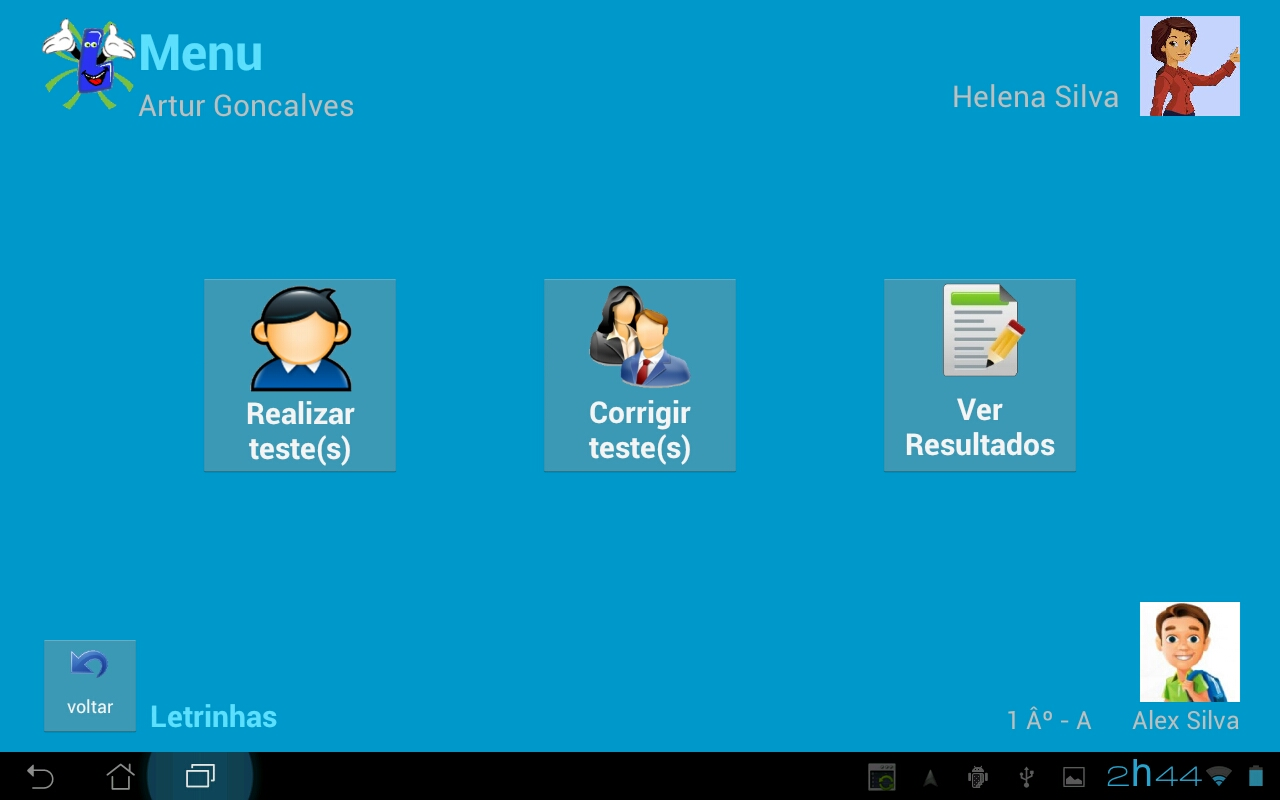 Menu
Artur Goncalves
Helena Silva
Realizar
teste(s)
Corrigir
teste(s)
Ver
Resultados
voltar
Letrinhas
1 Âº - A
Alex Silva
2h44